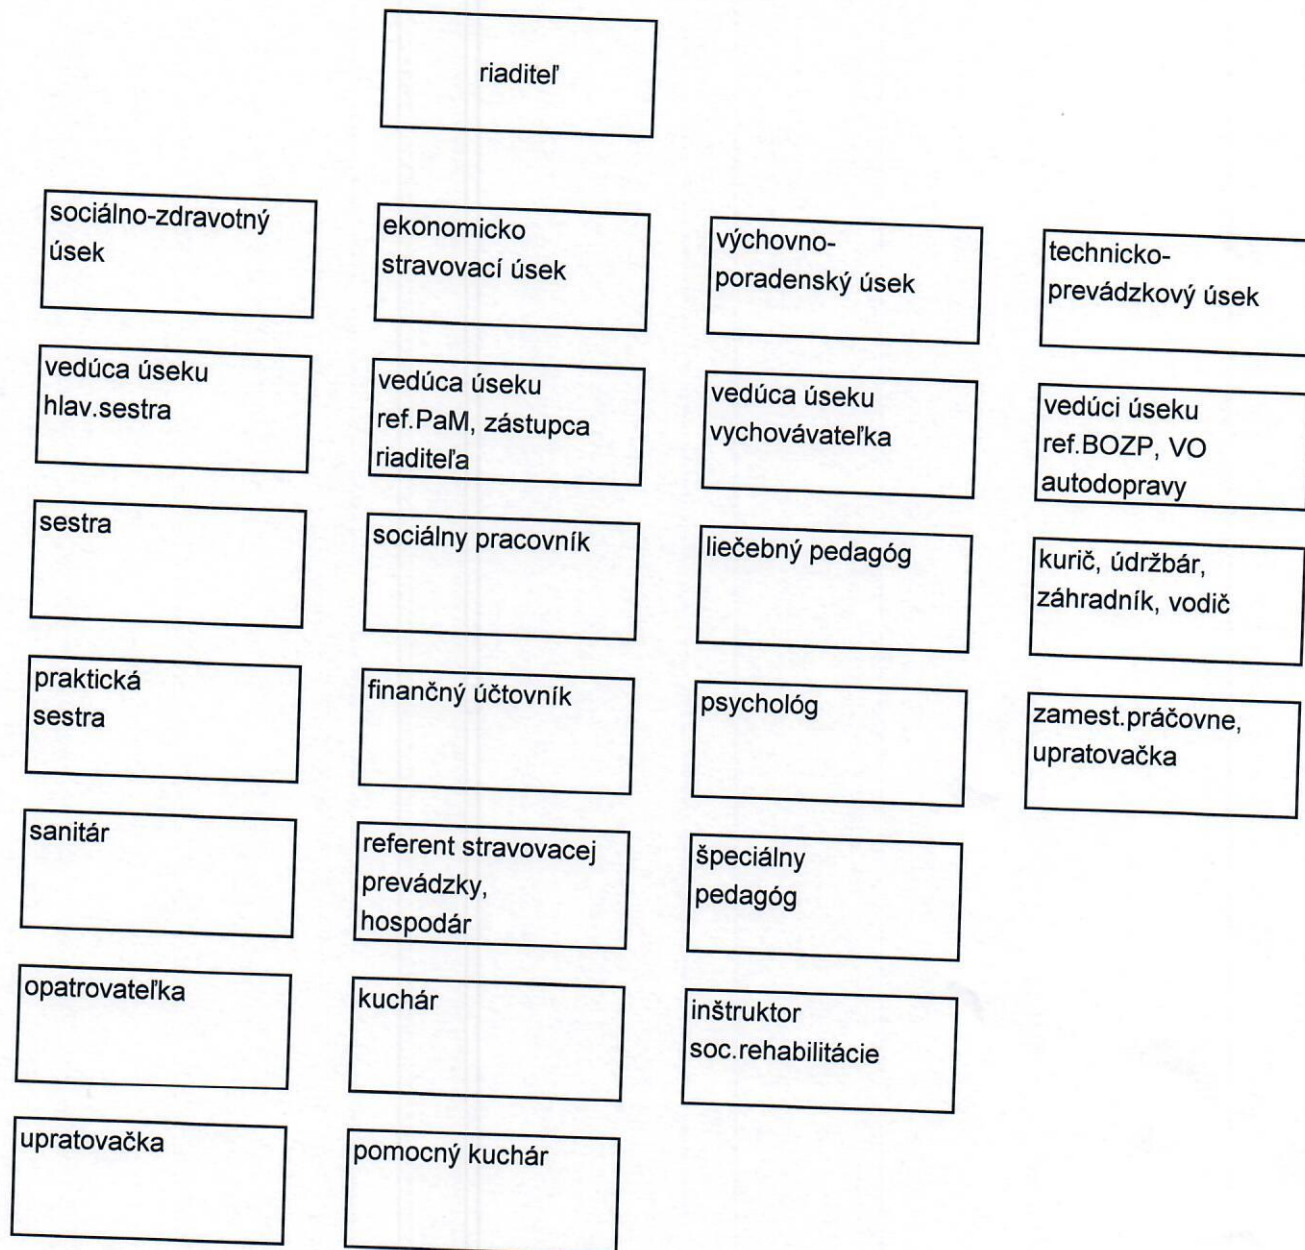 riaditeľ
sociálno-zdravotný
úsek
ekonomicko
stravovací úsek
výchovno-
poradenský úsek
technicko-
prevádzkový úsek
vedúca úseku
hlav.sestra
vedúca úseku
ref.PaM, zástupca
riaditeľa
vedúca úseku
vychovávateľka
vedúci úseku
ref.BOZP, VO
autodopravy
sestra
sociálny pracovník
liečebný pedagóg
kurič, údržbár,
záhradník, vodič
praktická
sestra
finančný účtovník
psychológ
zamest.práčovne,
upratovačka
sanitár
referent stravovacej
prevádzky,
hospodár
špeciálny
pedagóg
opatrovateľka
kuchár
inštruktor
soc.rehabilitácie
upratovačka
pomocný kuchár